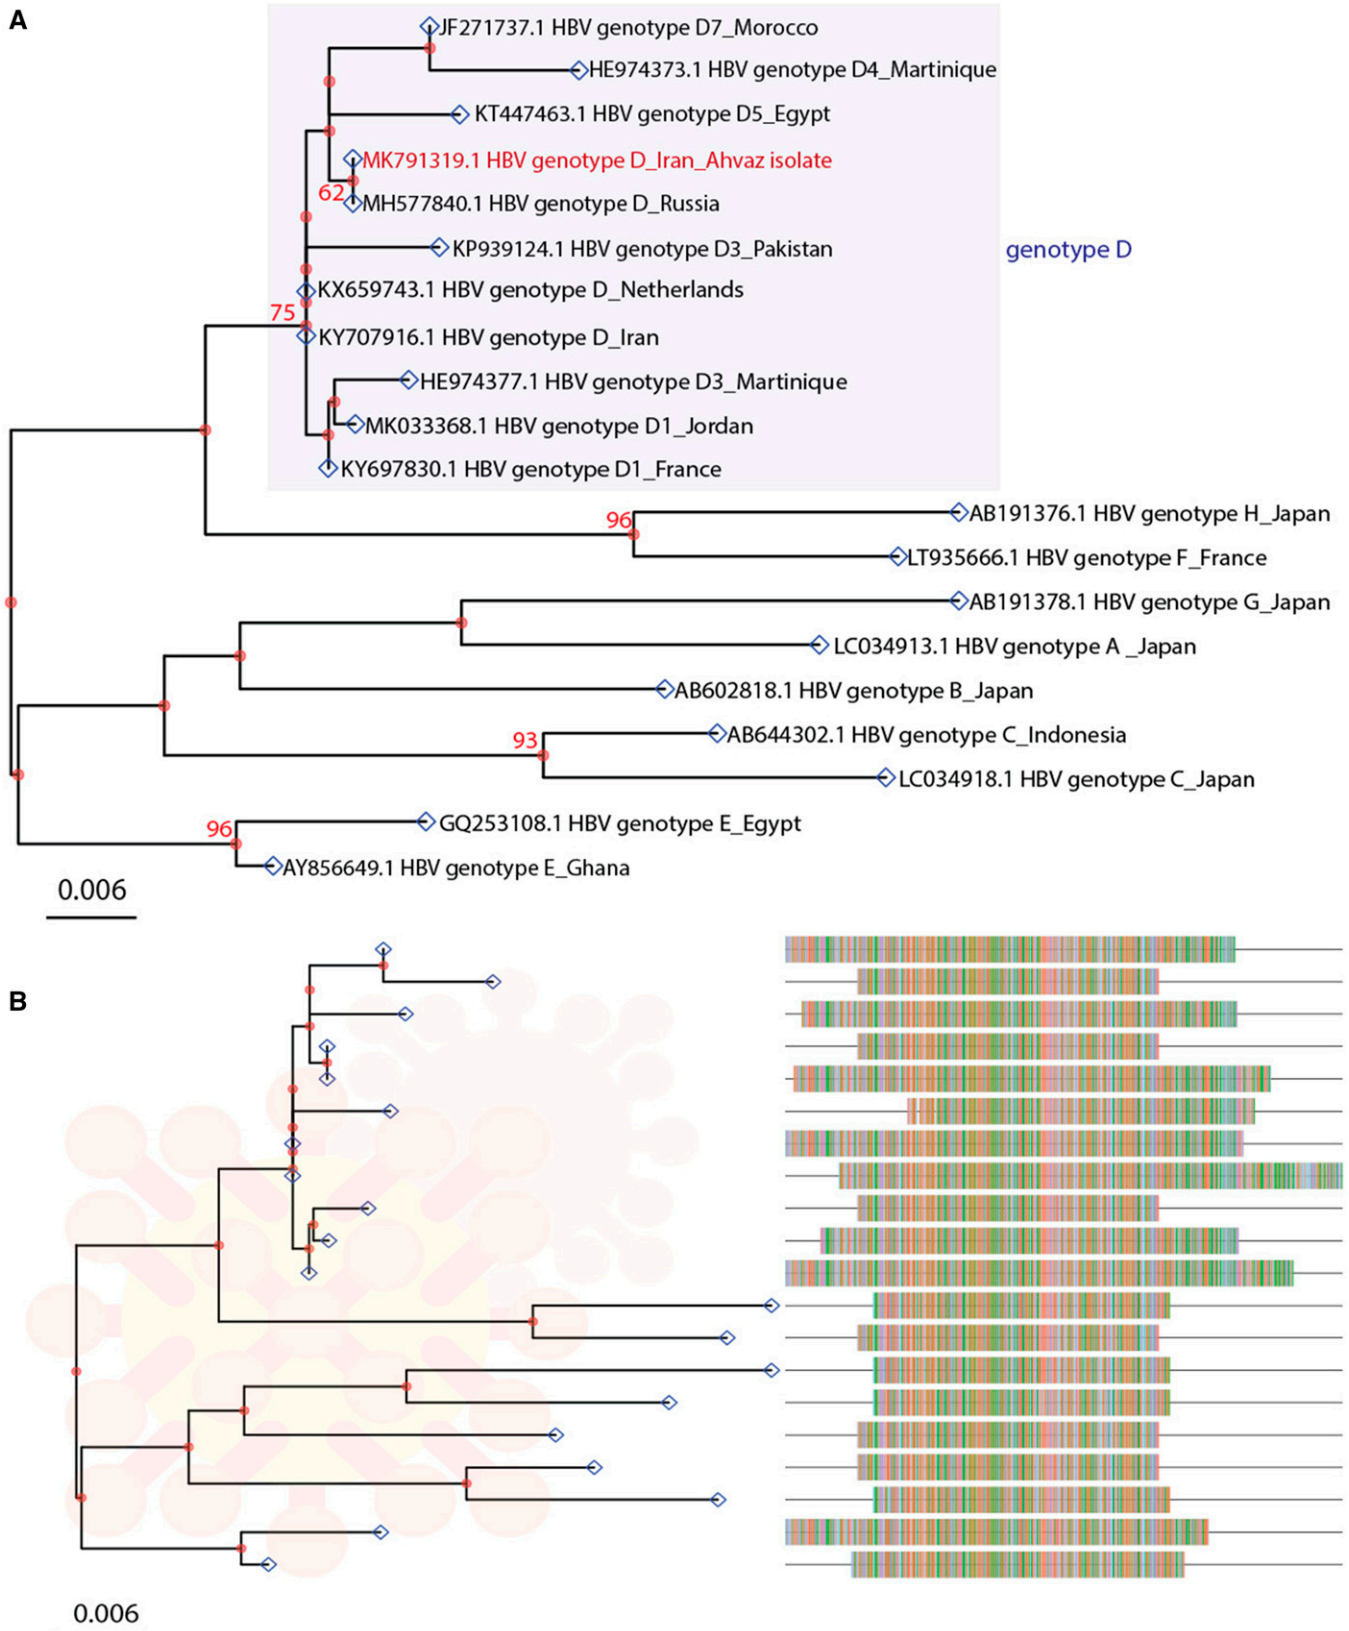 A
JF271737.1 HBV genotype D7_Morocco
HE974373.1 HBV genotype D4_Martinique
KT447463.1 HBV genotype D5_Egypt
MK791319.1 HBV genotype D_Iran_Ahvaz isolate
62
MH577840.1 HBV genotype D_Russia
KP939124.1 HBV genotype D3_Pakistan
genotype D
KX659743.1 HBV genotype D_Netherlands
75
KY707916.1 HBV genotype D_Iran
HE974377.1 HBV genotype D3_Martinique
MK033368.1 HBV genotype D1_Jordan
KY697830.1 HBV genotype D1_France
96
AB191376.1 HBV genotype H_Japan
LT935666.1 HBV genotype F_France
AB191378.1 HBV genotype G_Japan
LC034913.1 HBV genotype A _Japan
AB602818.1 HBV genotype B_Japan
93
AB644302.1 HBV genotype C_Indonesia
LC034918.1 HBV genotype C_Japan
96
GQ253108.1 HBV genotype E_Egypt
AY856649.1 HBV genotype E_Ghana
0.006
B
0.006